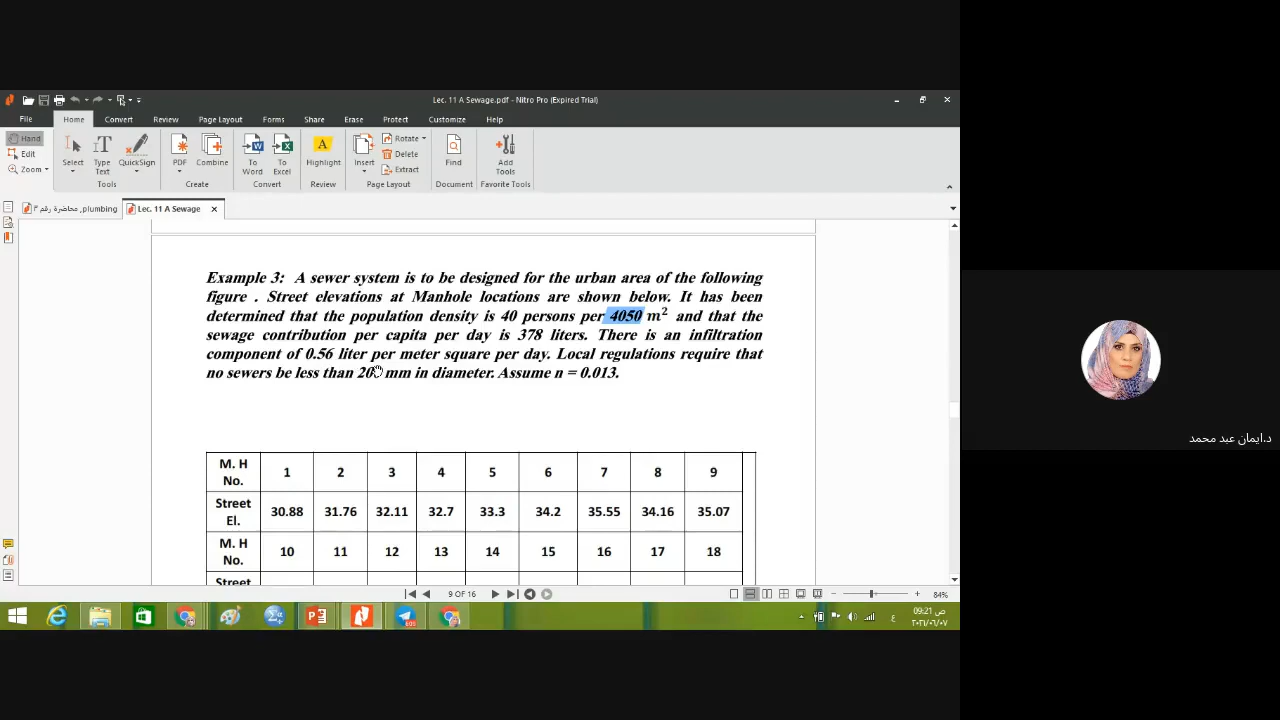 Lec. 11 A Sewage.pdf - Nitro Pro (Expired Trial)
File Home Convert Review Page Layout Forms Share Erase Protect Customize Help
Hand
Edit
Zoom
Select
Type Text
QuickSign
Tools
PDF
Combine
Create
To Word
To Excel
Convert
Highlight
Review
Insert
Rotate
Delete
Extract
Page Layout
Find
Document
Add Tools
Favorite Tools
محاضرة رقم ٣ ,plumbing
Lec. 11 A Sewage
Example 3: A sewer system is to be designed for the urban area of the following
figure . Street elevations at Manhole locations are shown below. It has been
determined that the population density is 40 persons per 4050 m² and that the
sewage contribution per capita per day is 378 liters. There is an infiltration
component of 0.56 liter per meter square per day. Local regulations require that
no sewers be less than mm in diameter. Assume n = 0.013.
M. H No. 1 2 3 4 5 6 7 8 9
Street El. 30.88 31.76 32.11 32.7 33.3 34.2 35.55 34.16 35.07
M. H No. 10 11 12 13 14 15 16 17 18
Street
9 OF 16
84%
ع
09:21 ص
٢٠٢١/٠٦/٠٧
د.ايمان عبد محمد